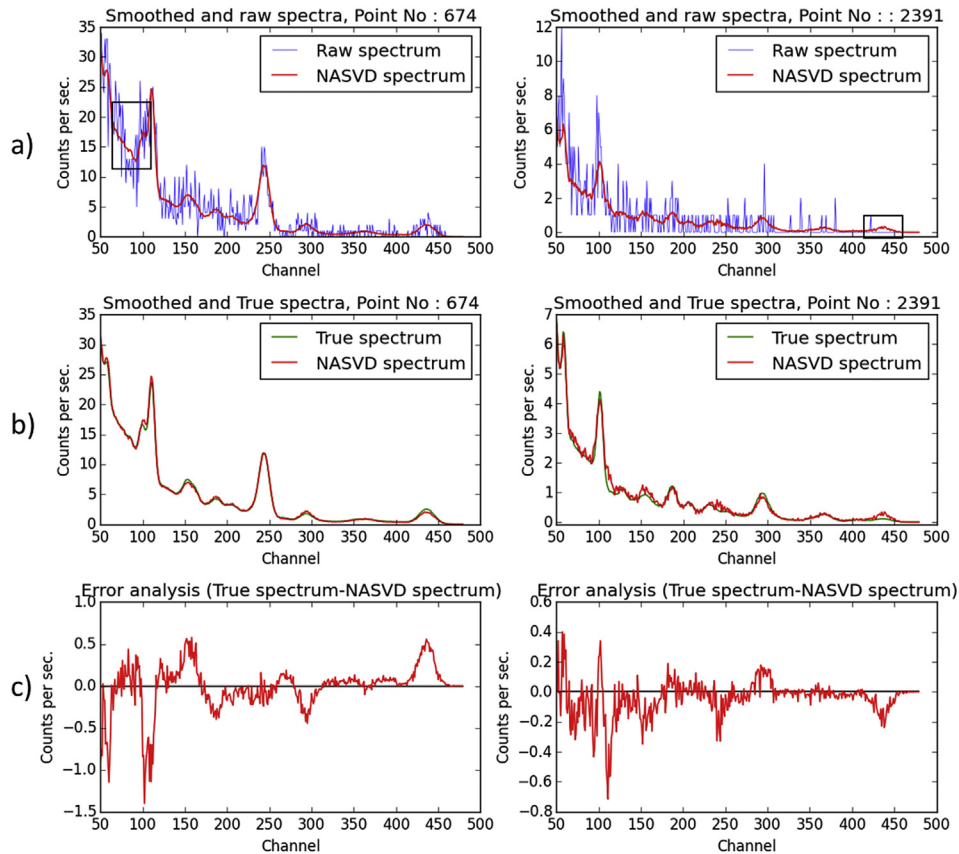 a)
Smoothed and raw spectra, Point No : 674
Raw spectrum
NASVD spectrum
Counts per sec.
35
30
25
20
15
10
5
0
50 100 150 200 250 300 350 400 450 500
Channel
Smoothed and raw spectra, Point No : : 2391
Raw spectrum
NASVD spectrum
Counts per sec.
12
10
8
6
4
2
0
50 100 150 200 250 300 350 400 450 500
Channel
b)
Smoothed and True spectra, Point No : 674
True spectrum
NASVD spectrum
Counts per sec.
35
30
25
20
15
10
5
0
50 100 150 200 250 300 350 400 450 500
Channel
Smoothed and True spectra, Point No : 2391
True spectrum
NASVD spectrum
Counts per sec.
7
6
5
4
3
2
1
0
50 100 150 200 250 300 350 400 450 500
Channel
c)
Error analysis (True spectrum-NASVD spectrum)
Counts per sec.
1.0
0.5
0.0
−0.5
−1.0
−1.5
50 100 150 200 250 300 350 400 450 500
Channel
Error analysis (True spectrum-NASVD spectrum)
Counts per sec.
0.6
0.4
0.2
0.0
−0.2
−0.4
−0.6
−0.8
50 100 150 200 250 300 350 400 450 500
Channel